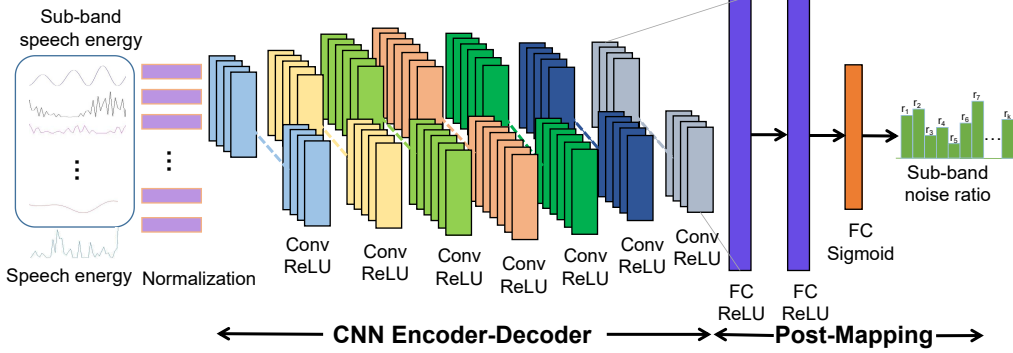 Sub-band
speech energy
Speech energy
Normalization
Conv
ReLU
Conv
ReLU
Conv
ReLU
Conv
ReLU
Conv
ReLU
Conv
ReLU
Conv
ReLU
FC
ReLU
FC
ReLU
FC
Sigmoid
r1
r2
r3
r4
r5
r6
r7
...
rk
Sub-band
noise ratio
CNN Encoder-Decoder
Post-Mapping